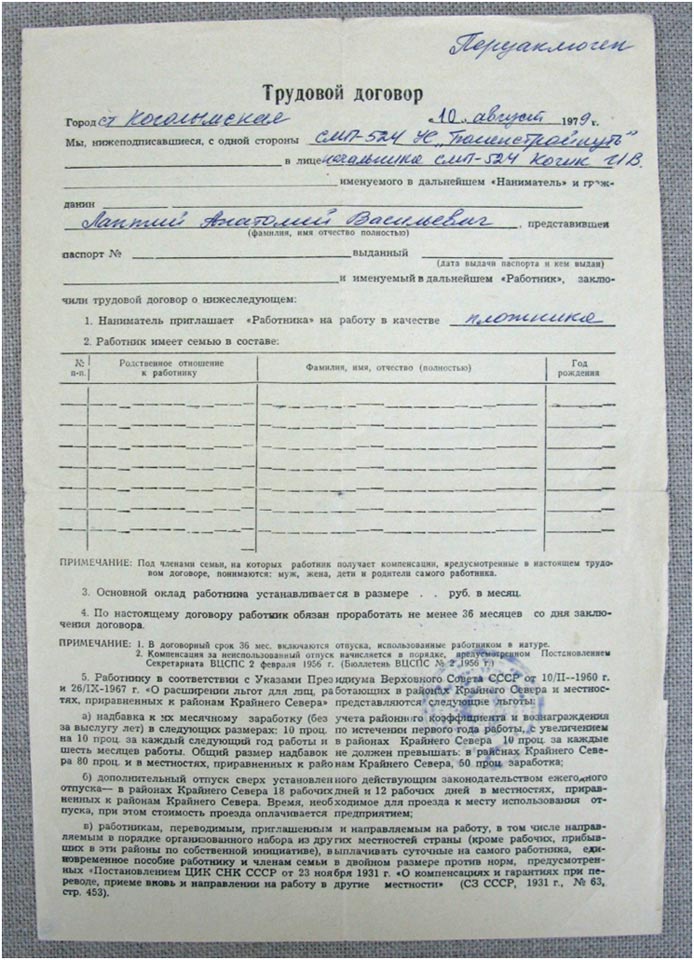 Трудовой договор
Город ст Когалымская „10„ август 1979 г.
Мы, нижеподписавшиеся, с одной стороны СМП-524 УС "Тюменстройпуть"
в лице начальника СМП-524 Когик И.В.
именуемого в дальнейшем «Наниматель» и граж-
данин
Лаптий Анатолий Васильевич, представивший
(фамилия, имя отчество полностью)
паспорт № выданный
(дата выдачи паспорта и кем выдан)
и именуемый в дальнейшем «Работник», заклю-
чили трудовой договор о нижеследующем:
1. Наниматель приглашает «Работника» на работу в качестве плотника
2. Работник имеет семью в составе:
№ п-п. Родственное отношение к работнику Фамилия, имя, отчество (полностью) Год рождения
ПРИМЕЧАНИЕ: Под членами семьи, на которых работник получает компенсации, предусмотренные в настоящем трудо-
вом договоре, понимаются: муж, жена, дети и родители самого работника.
3. Основной оклад работника устанавливается в размере . . руб. в месяц.
4. По настоящему договору работник обязан проработать не менее 36 месяцев со дня заклю-
чения договора.
ПРИМЕЧАНИЕ: 1. В договорный срок 36 мес. включаются отпуска, использованные работником в натуре.
2. Компенсация за неиспользованный отпуск начисляется в порядке, предусмотренном Постановлением
Секретариата ВЦСПС 2 февраля 1956 г. (Бюллетень ВЦСПС № 2 1956 г.)
5. Работнику в соответствии с Указами Президиума Верховного Совета СССР от 10/II--1960 г.
и 26/IX-1967 г. «О расширении льгот для лиц, работающих в районах Крайнего Севера и местнос-
тях, приравненных к районам Крайнего Севера» представляются следующие льготы:
а) надбавка к их месячному заработку (без учета районного коэффициента и вознаграждения
за выслугу лет) в следующих размерах: 10 проц. по истечении первого года работы, с увеличением
на 10 проц. за каждый следующий год работы и в районах Крайнего Севера 10 проц. за каждые
шесть месяцев работы. Общий размер надбавок не должен превышать: в районах Крайнего Севе-
ра 80 проц. и в местностях, приравненных к районам Крайнего Севера, 50 проц. заработка;
б) дополнительный отпуск сверх установленного действующим законодательством ежегодного
отпуска— в районах Крайнего Севера 18 рабочих дней и 12 рабочих дней в местностях, прирав-
ненных к районам Крайнего Севера. Время, необходимое для проезда к месту использования от-
пуска, при этом стоимость проезда оплачивается предприятием;
в) работникам, переводимым, приглашенным и направляемым на работу, в том числе направ-
ляемым в порядке организованного набора из других местностей страны (кроме рабочих, прибыв-
ших в эти районы по собственной инициативе), выплачивать суточные на самого работника, еди-
новременное пособие работнику и членам семьи в двойном размере против норм, предусмотрен-
ных «Постановлением ЦИК СНК СССР от 23 ноября 1931 г. «О компенсациях и гарантиях при пе-
реводе, приеме вновь и направлении на работу в другие местности» (СЗ СССР, 1931 г., № 63,
стр. 453).